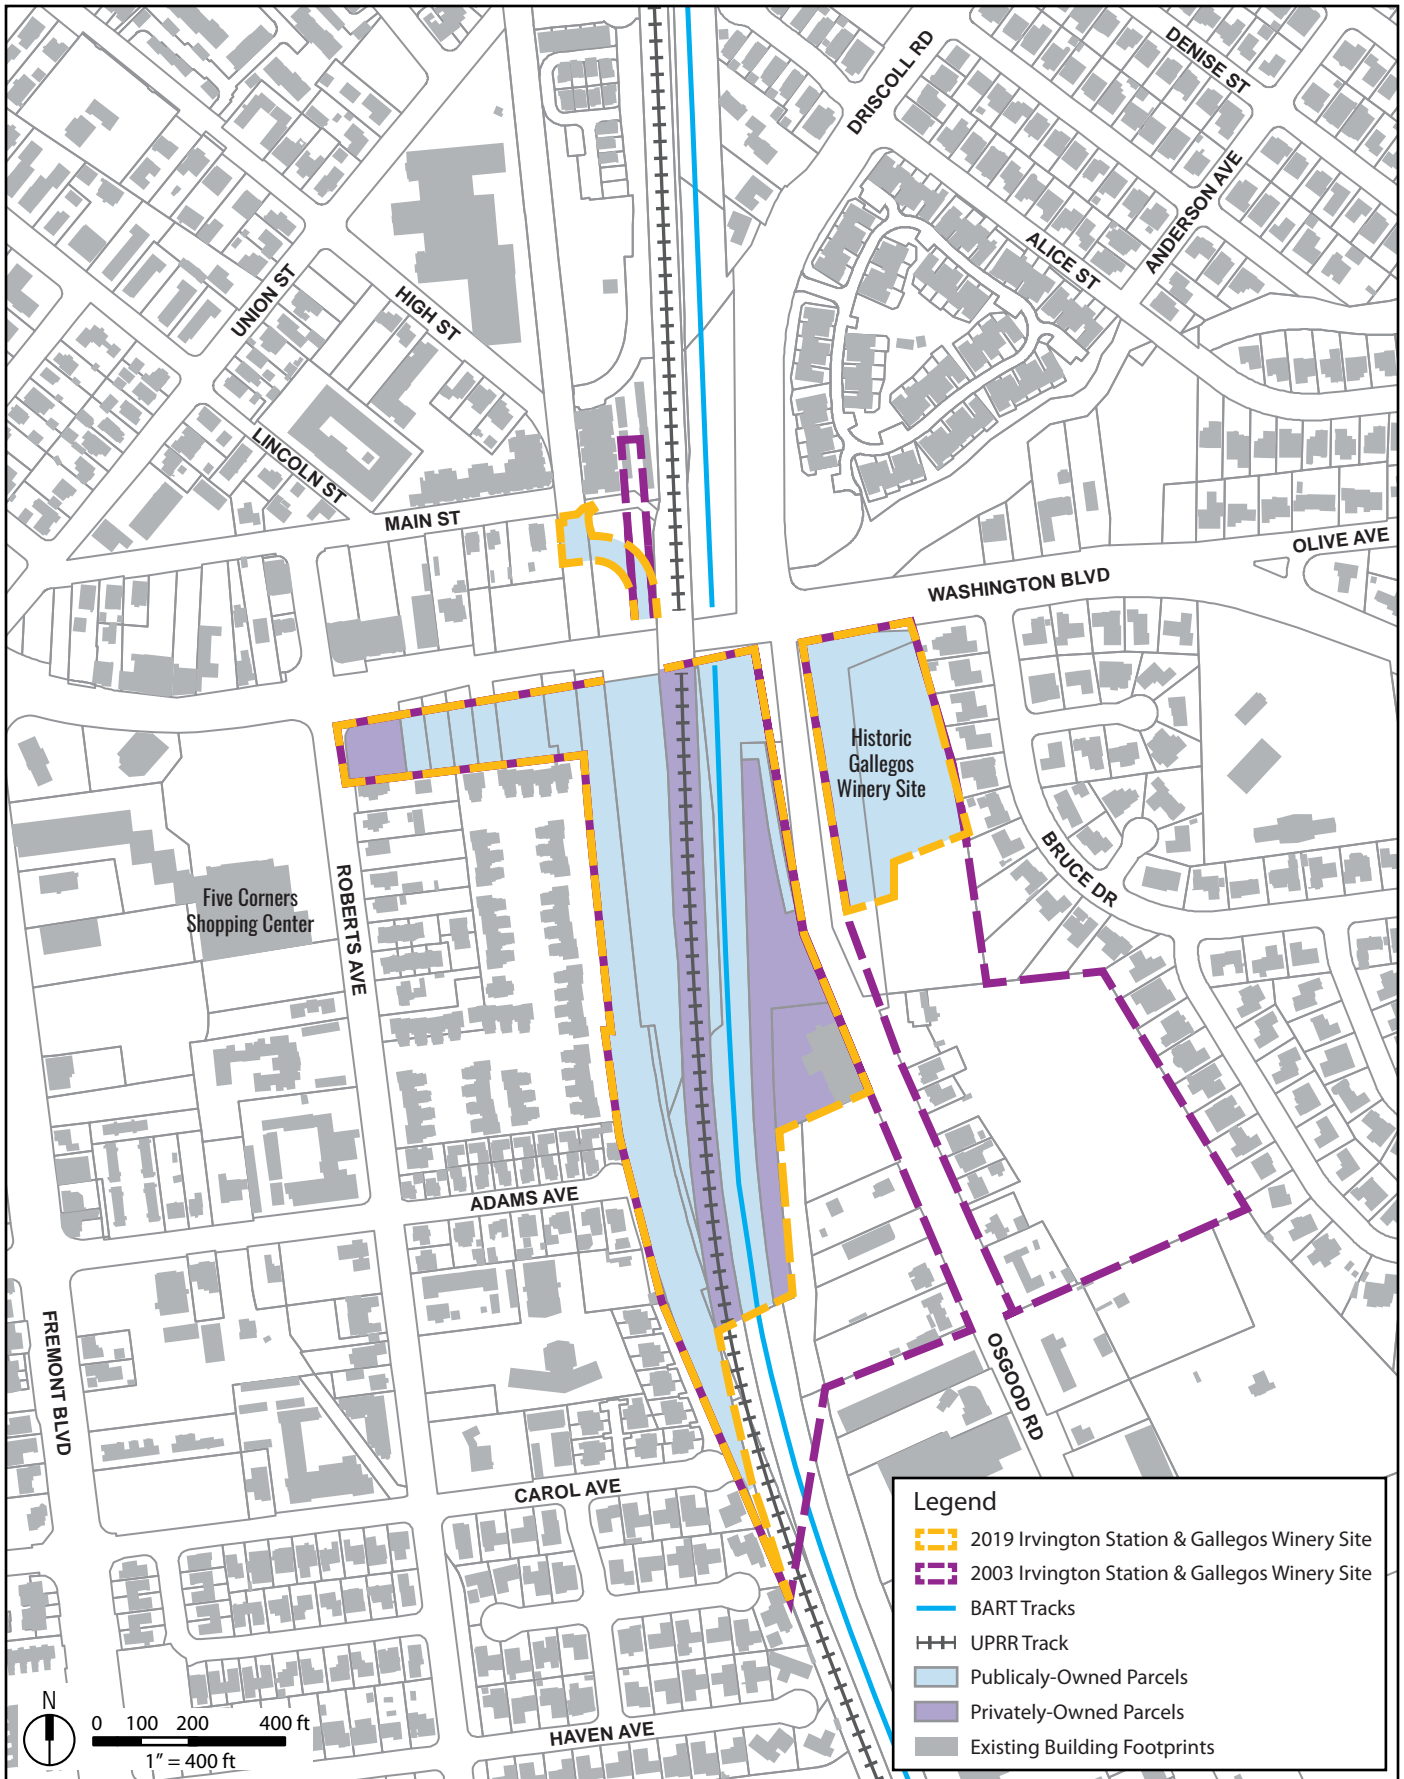 DENISE ST
DRISCOLL RD
ANDERSON AVE
ALICE ST
UNION ST
HIGH ST
LINCOLN ST
MAIN ST
OLIVE AVE
WASHINGTON BLVD
Historic
Gallegos
Winery Site
BRUCE DR
ROBERTS AVE
Five Corners
Shopping Center
ADAMS AVE
FREMONT BLVD
OSGOOD RD
CAROL AVE
HAVEN AVE
Legend
2019 Irvington Station & Gallegos Winery Site
2003 Irvington Station & Gallegos Winery Site
BART Tracks
UPRR Track
Publicaly-Owned Parcels
Privately-Owned Parcels
Existing Building Footprints
N
0 100 200 400 ft
1” = 400 ft